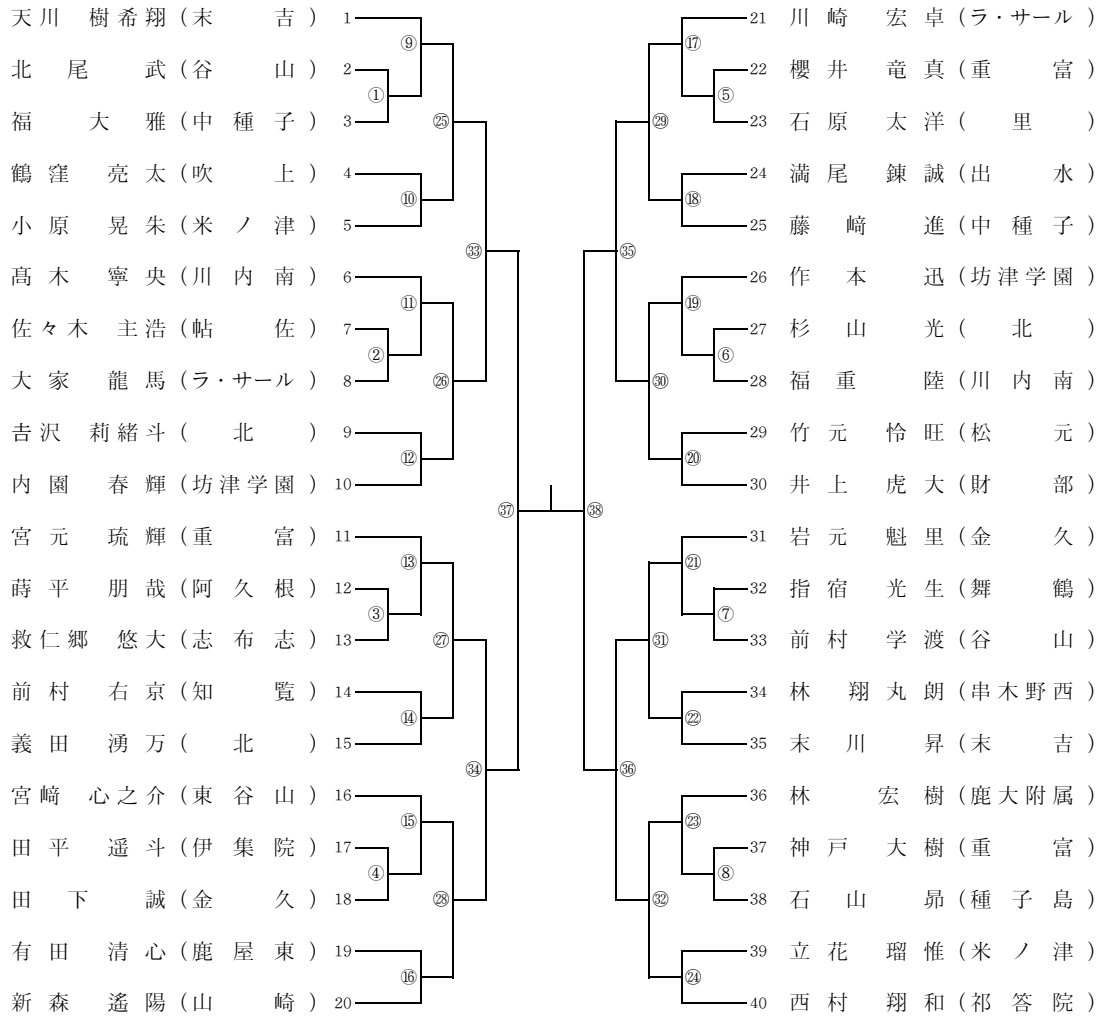 天川 樹希翔（末吉） 1
北尾 武（谷山） 2
福 大雅（中種子） 3
鶴窪 亮太（吹上） 4
小原 晃朱（米ノ津） 5
髙木 寧央（川内南） 6
佐々木 主浩（帖佐） 7
大家 龍馬（ラ・サール） 8
𠮷沢 莉緒斗（北） 9
内園 春輝（坊津学園） 10
宮元 琉輝（重富） 11
蒔平 朋哉（阿久根） 12
救仁郷 悠大（志布志） 13
前村 右京（知覧） 14
義田 湧万（北） 15
宮﨑 心之介（東谷山） 16
田平 遥斗（伊集院） 17
田下 誠（金久） 18
有田 清心（鹿屋東） 19
新森 遙陽（山崎） 20
⑨
①
㉕
⑩
㉝
⑪
②
㉖
⑫
㊲
⑬
③
㉗
⑭
㉞
⑮
④
㉘
⑯
⑰
⑤
㉙
⑱
㉟
⑲
⑥
㉚
⑳
㊳
㉑
⑦
㉛
㉒
㊱
㉓
⑧
㉜
㉔
21 川崎 宏卓（ラ・サール）
22 櫻井 竜真（重富）
23 石原 太洋（里）
24 満尾 錬誠（出水）
25 藤﨑 進（中種子）
26 作本 迅（坊津学園）
27 杉山 光（北）
28 福重 陸（川内南）
29 竹元 怜旺（松元）
30 井上 虎大（財部）
31 岩元 魁里（金久）
32 指宿 光生（舞鶴）
33 前村 学渡（谷山）
34 林 翔丸朗（串木野西）
35 末川 昇（末吉）
36 林 宏樹（鹿大附属）
37 神戸 大樹（重富）
38 石山 昴（種子島）
39 立花 瑠惟（米ノ津）
40 西村 翔和（祁答院）